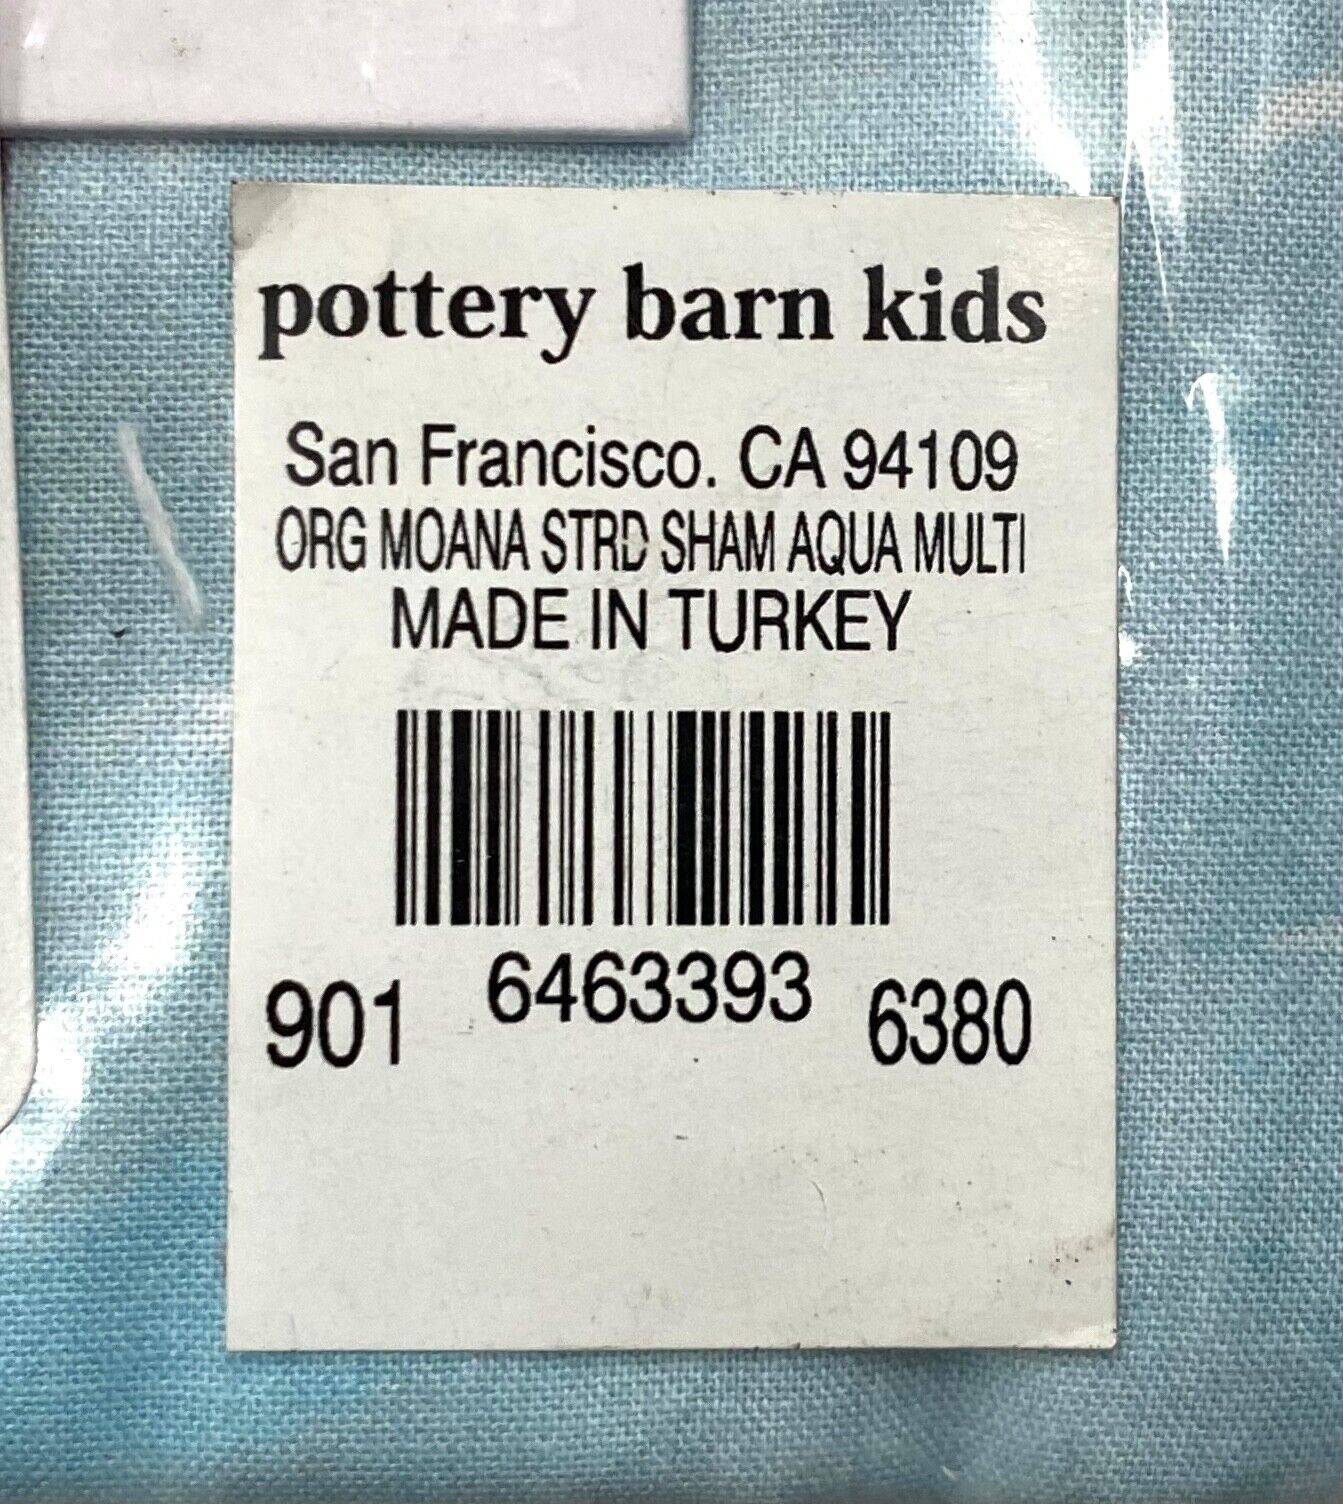 pottery barn kids
San Francisco. CA 94109
ORG MOANA STRD SHAM AQUA MULTI
MADE IN TURKEY
901 6463393 6380